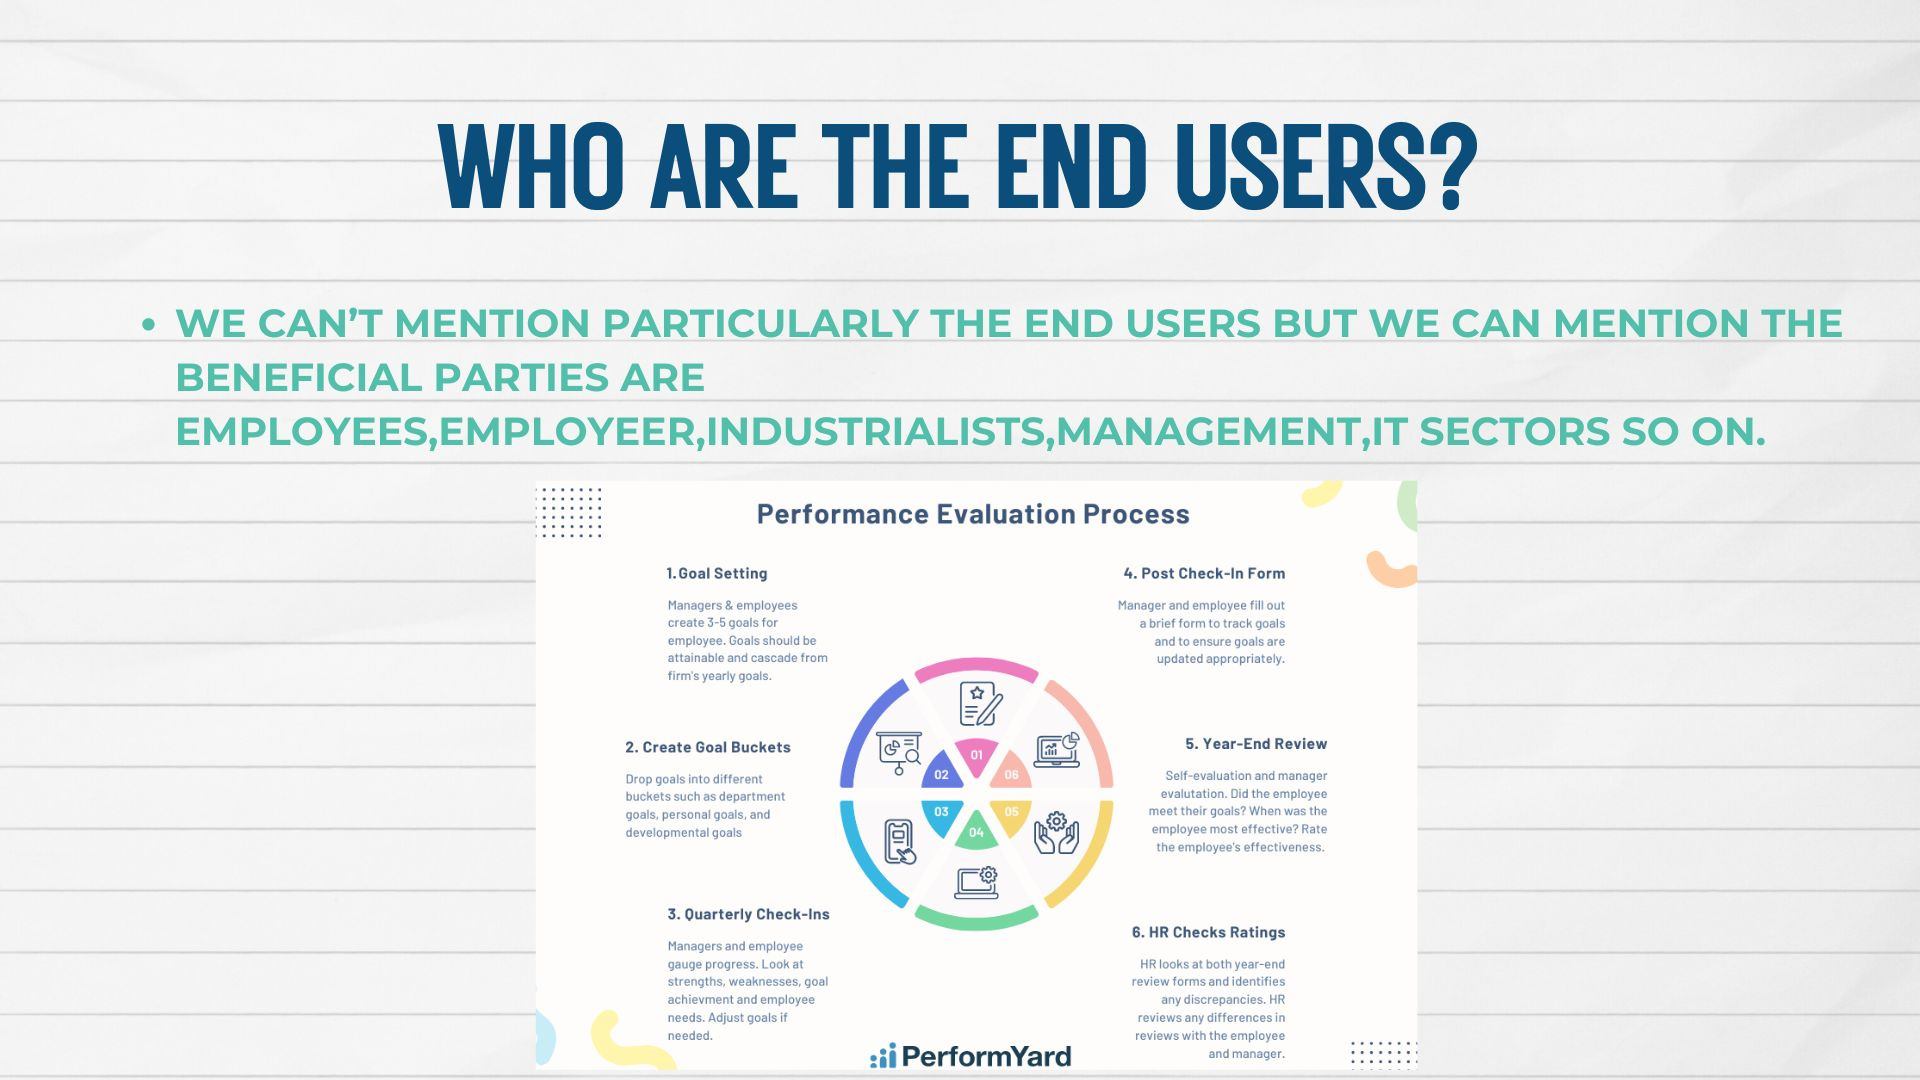 WHO ARE THE END USERS?
• WE CAN'T MENTION PARTICULARLY THE END USERS BUT WE CAN MENTION THE
BENEFICIAL PARTIES ARE
EMPLOYEES,EMPLOYEER,INDUSTRIALISTS,MANAGEMENT,IT SECTORS SO ON.
Performance Evaluation Process
1. Goal Setting
Managers & employees
create 3-5 goals for
employee. Goals should be
attainable and cascade from
firm's yearly goals.
2. Create Goal Buckets
Drop goals into different
buckets such as department
goals, personal goals, and
developmental goals
3. Quarterly Check-Ins
Managers and employee
gauge progress. Look at
strengths, weaknesses, goal
achievment and employee
needs. Adjust goals if
needed.
01
02
06
03
05
04
4. Post Check-In Form
Manager and employee fill out
a brief form to track goals
and to ensure goals are
updated appropriately.
5. Year-End Review
Self-evaluation and manager
evalutation. Did the employee
meet their goals? When was the
employee most effective? Rate
the employee's effectiveness.
6. HR Checks Ratings
HR looks at both year-end
review forms and identifies
any discrepancies. HR
reviews any differences in
reviews with the employee
and manager.
PerformYard